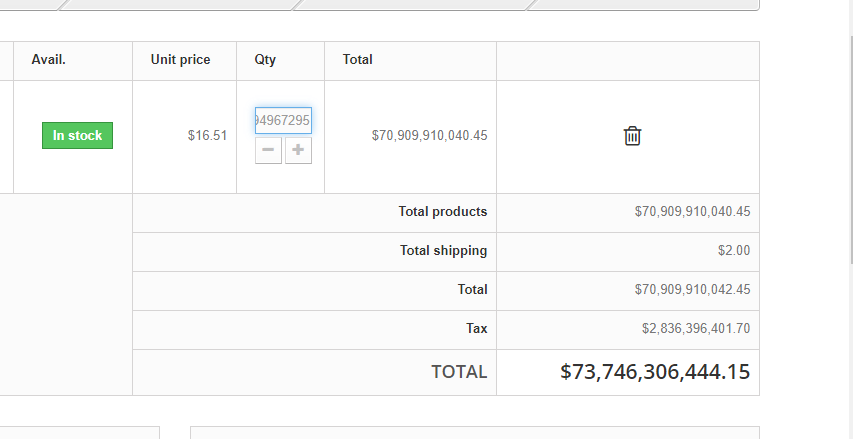 Avail. Unit price Qty Total
In stock $16.51 94967295 $70,909,910,040.45
Total products $70,909,910,040.45
Total shipping $2.00
Total $70,909,910,042.45
Tax $2,836,396,401.70
TOTAL $73,746,306,444.15